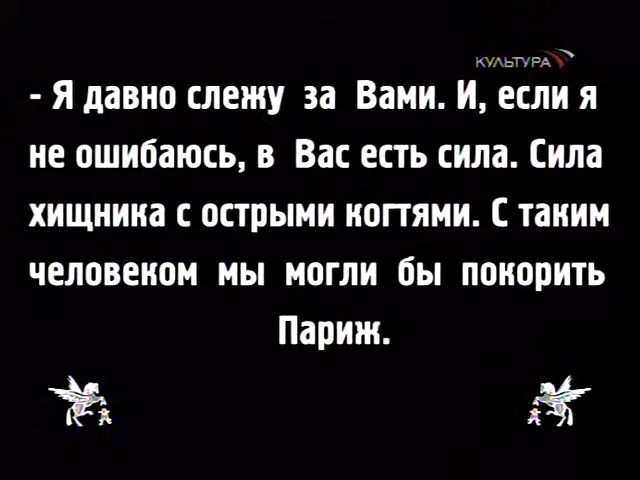 КУЛЬТУРА
- Я давно слежу за Вами. И, если я
не ошибаюсь, в Вас есть сила. Сила
хищника с острыми когтями. С таким
человеком мы могли бы покорить
Париж.